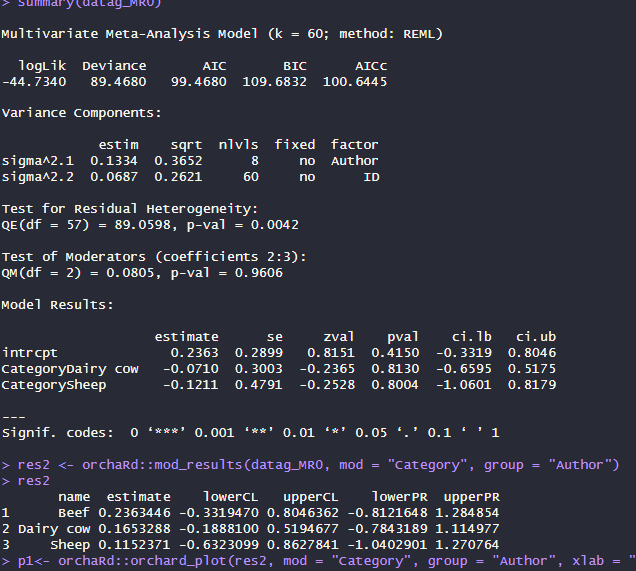 > summary(datag_MRO)
Multivariate Meta-Analysis Model (k = 60; method: REML)
logLik Deviance AIC BIC AICc
-44.7340 89.4680 99.4680 109.6832 100.6445
Variance Components:
estim sqrt nlvls fixed factor
sigma^2.1 0.1334 0.3652 8 no Author
sigma^2.2 0.0687 0.2621 60 no ID
Test for Residual Heterogeneity:
QE(df = 57) = 89.0598, p-val = 0.0042
Test of Moderators (coefficients 2:3):
QM(df = 2) = 0.0805, p-val = 0.9606
Model Results:
estimate se zval pval ci.lb ci.ub
intrcpt 0.2363 0.2899 0.8151 0.4150 -0.3319 0.8046
CategoryDairy cow -0.0710 0.3003 -0.2365 0.8130 -0.6595 0.5175
CategorySheep -0.1211 0.4791 -0.2528 0.8004 -1.0601 0.8179
---
Signif. codes: 0 ‘***’ 0.001 ‘**’ 0.01 ‘*’ 0.05 ‘.’ 0.1 ‘ ’ 1
> res2 <- orchaRd::mod_results(datag_MRO, mod = "Category", group = "Author")
> res2
name estimate lowerCL upperCL lowerPR upperPR
1 Beef 0.2363446 -0.3319470 0.8046362 -0.8121648 1.284854
2 Dairy cow 0.1653288 -0.1888100 0.5194677 -0.7843189 1.114977
3 Sheep 0.1152371 -0.6323099 0.8627841 -1.0402901 1.270764
> p1<- orchaRd::orchard_plot(res2, mod = "Category", group = "Author", xlab = "